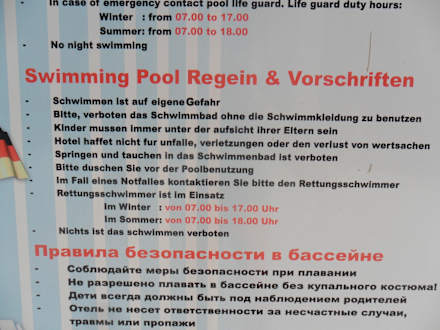 - In case of emergency contact pool life guard. Life guard duty hours:
Winter : from 07.00 to 17.00
Summer: from 07.00 to 18.00
- No night swimming
Swimming Pool Regein & Vorschriften
- Schwimmen ist auf eigene Gefahr
- Bitte, verboten das Schwimmbad ohne die Schwimmkleidung zu benutzen
- Kinder mussen immer unter der aufsicht ihrer Eltern sein
- Hotel haffet nicht fur unfalle, verietzungen oder den verlust von wertsachen
- Springen und tauchen in das Schwimmenbad ist verboten
- Bitte duschen Sie vor der Poolbenutzung
- Im Fall eines Notfalles kontaktieren Sie bitte den Rettungsschwimmer
- Rettungsschwimmer ist im Einsatz
Im Winter : von 07.00 bis 17.00 Uhr
Im Sommer: von 07.00 bis 18.00 Uhr
- Nichts ist das schwimmen verboten
Правила безопасности в бассейне
- Соблюдайте меры безопасности при плавании
- Не разрешено плавать в бассейне без купального костюма!
- Дети всегда должны быть под наблюдением родителей
- Отель не несет ответственности за несчастные случаи,
травмы или пропажи